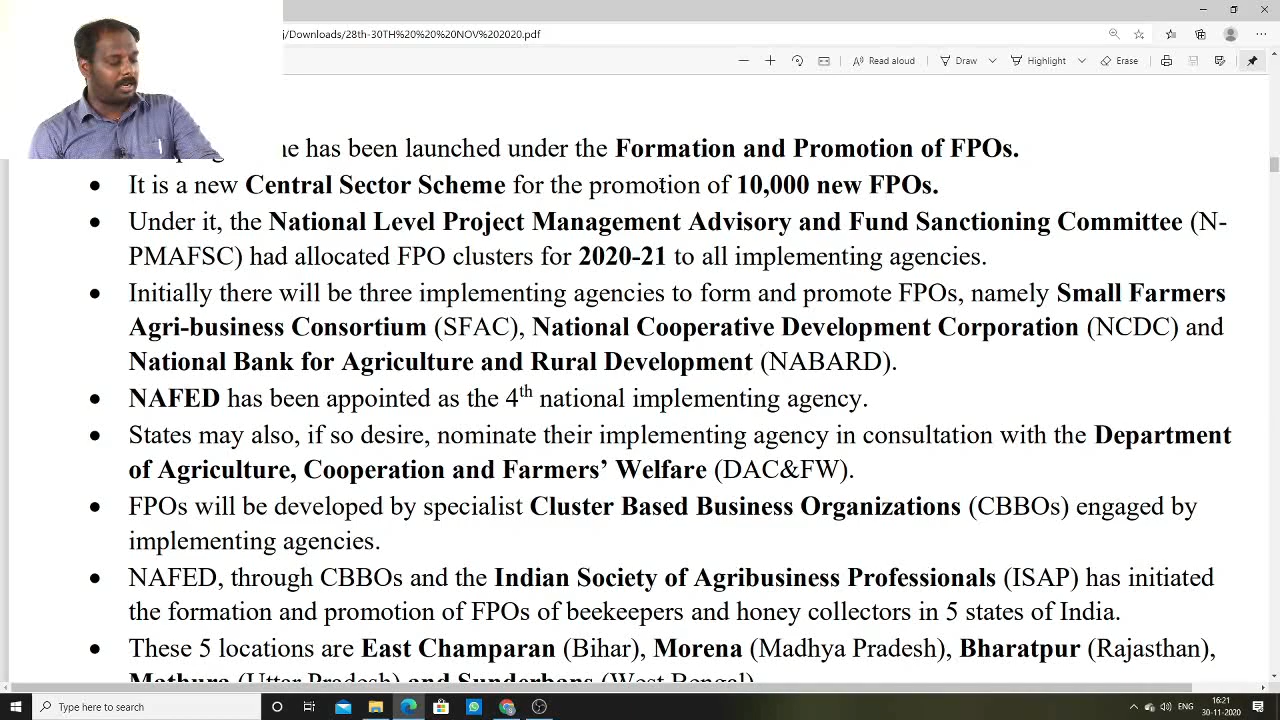 j/Downloads/28th-30TH%20%20%20NOV%202020.pdf
Read aloud Draw Highlight Erase
he has been launched under the Formation and Promotion of FPOs.
• It is a new Central Sector Scheme for the promotion of 10,000 new FPOs.
• Under it, the National Level Project Management Advisory and Fund Sanctioning Committee (N-
PMAFSC) had allocated FPO clusters for 2020-21 to all implementing agencies.
• Initially there will be three implementing agencies to form and promote FPOs, namely Small Farmers
Agri-business Consortium (SFAC), National Cooperative Development Corporation (NCDC) and
National Bank for Agriculture and Rural Development (NABARD).
• NAFED has been appointed as the 4th national implementing agency.
• States may also, if so desire, nominate their implementing agency in consultation with the Department
of Agriculture, Cooperation and Farmers’ Welfare (DAC&FW).
• FPOs will be developed by specialist Cluster Based Business Organizations (CBBOs) engaged by
implementing agencies.
• NAFED, through CBBOs and the Indian Society of Agribusiness Professionals (ISAP) has initiated
the formation and promotion of FPOs of beekeepers and honey collectors in 5 states of India.
• These 5 locations are East Champaran (Bihar), Morena (Madhya Pradesh), Bharatpur (Rajasthan),
Mathura (Uttar Pradesh) and Sunderbans (West Bengal)
Type here to search
16:21
30-11-2020